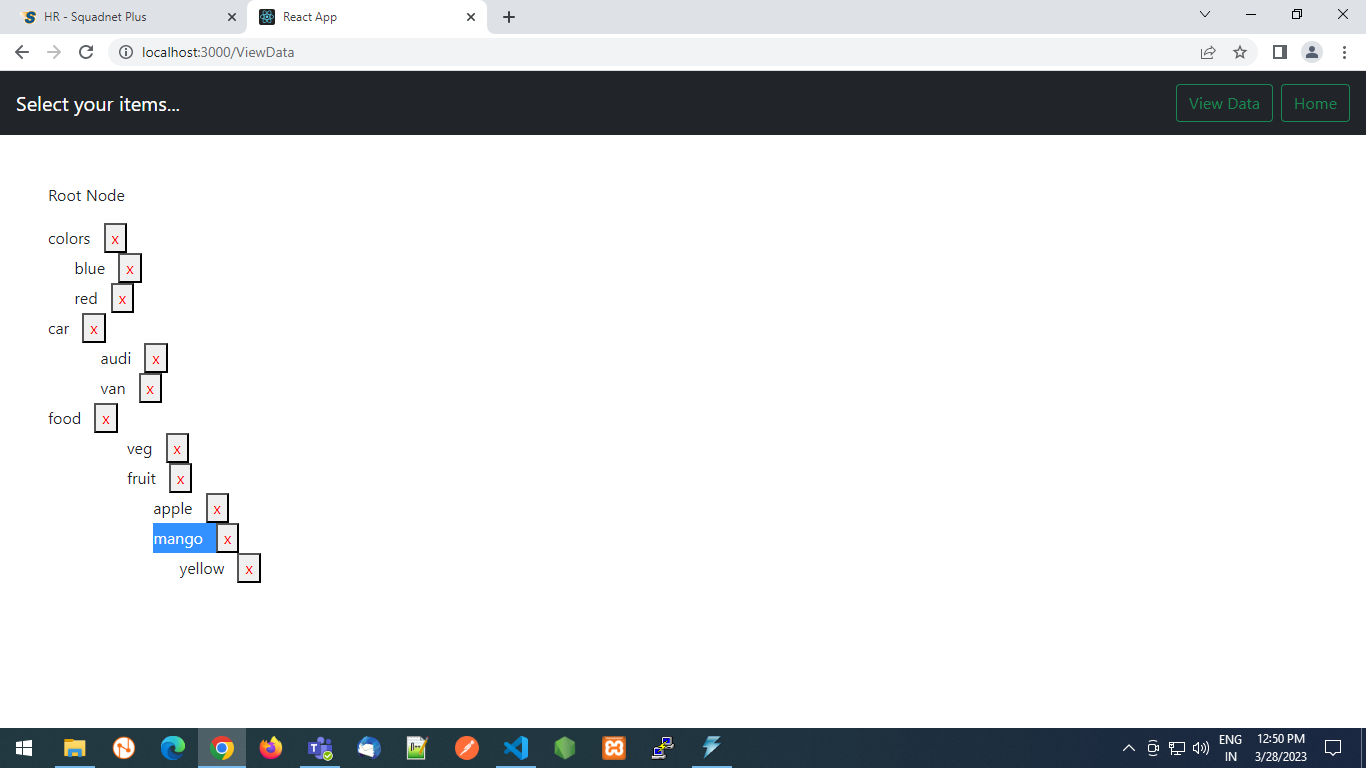 HR - Squadnet Plus
React App
localhost:3000/ViewData
Select your items...
View Data
Home
Root Node
colors x
blue x
red x
car x
audi x
van x
food x
veg x
fruit x
apple x
mango x
yellow x
ENG
IN
12:50 PM
3/28/2023